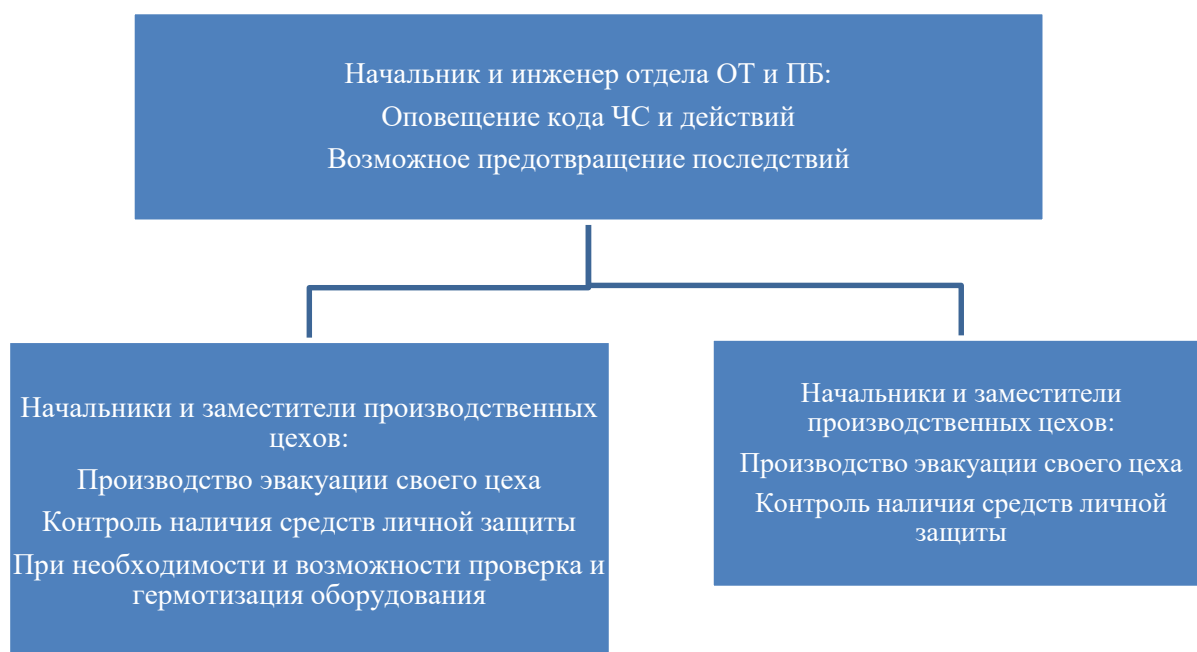 Начальник и инженер отдела ОТ и ПБ:
Оповещение кода ЧС и действий
Возможное предотвращение последствий
Начальники и заместители производственных
цехов:
Производство эвакуации своего цеха
Контроль наличия средств личной защиты
При необходимости и возможности проверка и
гермотизация оборудования
Начальники и заместители
производственных цехов:
Производство эвакуации своего цеха
Контроль наличия средств личной
защиты